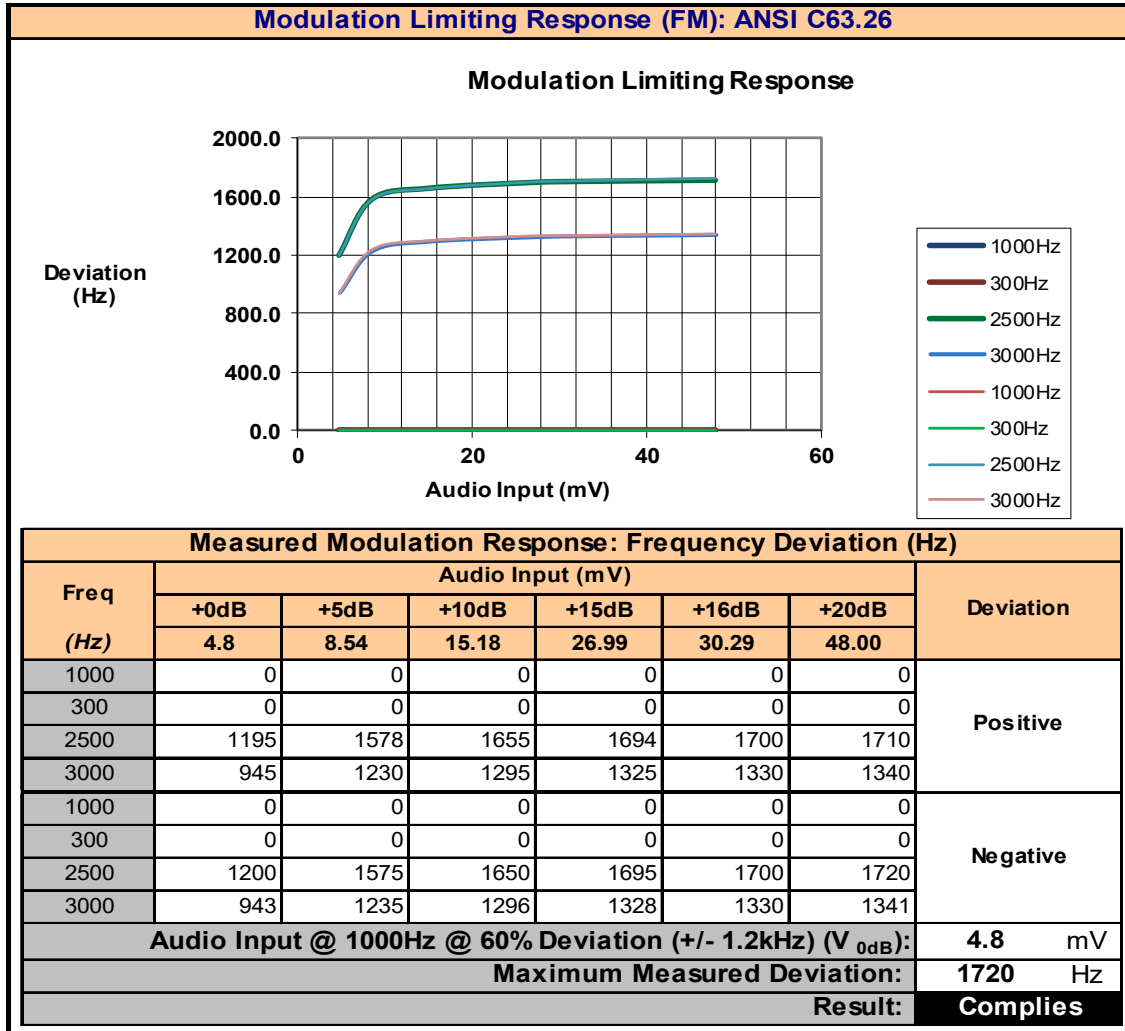 Modulation Limiting Response (FM): ANSI C63.26
Modulation Limiting Response
2000.0
1600.0
1200.0
800.0
400.0
0.0
Deviation
(Hz)
0 20 40 60
Audio Input (mV)
1000Hz
300Hz
2500Hz
3000Hz
1000Hz
300Hz
2500Hz
3000Hz
Measured Modulation Response: Frequency Deviation (Hz)
Freq Audio Input (mV) Deviation
+0dB +5dB +10dB +15dB +16dB +20dB
(Hz) 4.8 8.54 15.18 26.99 30.29 48.00
1000 0 0 0 0 0 0
300 0 0 0 0 0 0
Positive
2500 1195 1578 1655 1694 1700 1710
3000 945 1230 1295 1325 1330 1340
1000 0 0 0 0 0 0
300 0 0 0 0 0 0
Negative
2500 1200 1575 1650 1695 1700 1720
3000 943 1235 1296 1328 1330 1341
Audio Input @ 1000Hz @ 60% Deviation (+/- 1.2kHz) (V 0dB): 4.8 mV
Maximum Measured Deviation: 1720 Hz
Result: Complies